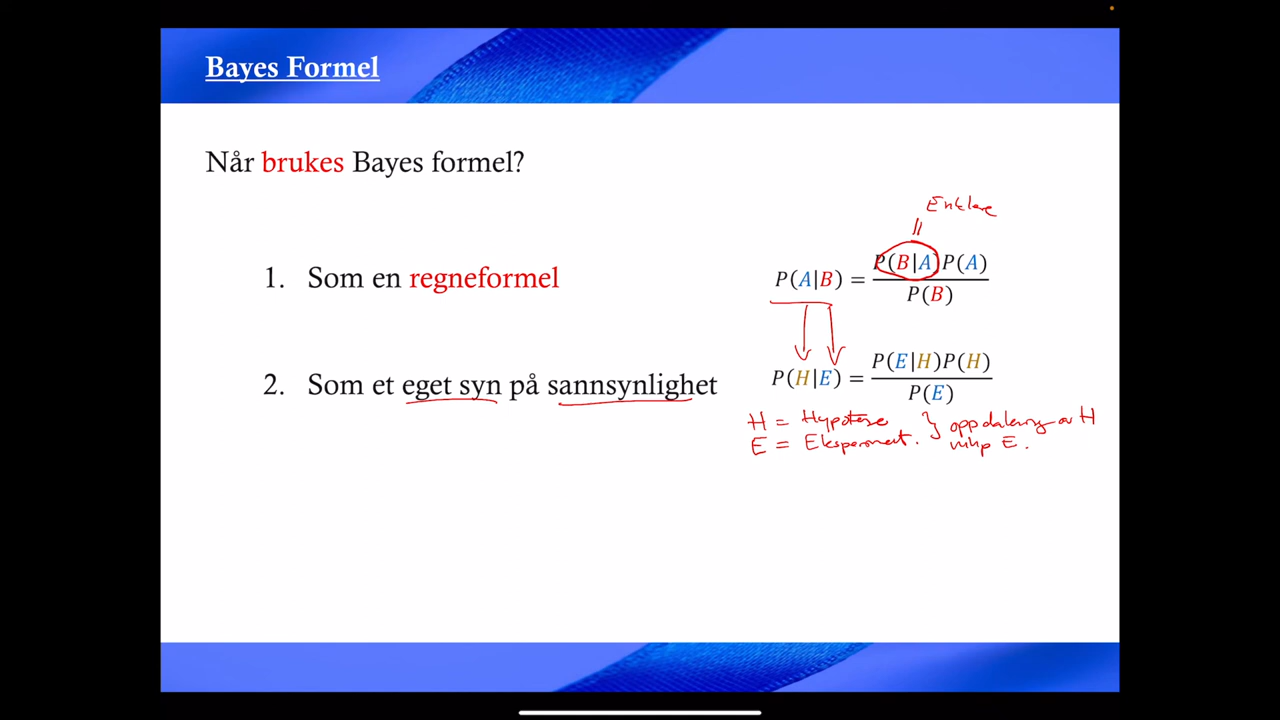 Bayes Formel
Når brukes Bayes formel?
Enklere
1. Som en regneformel
P(A|B) = P(B|A)P(A) / P(B)
2. Som et eget syn på sannsynlighet
P(H|E) = P(E|H)P(H) / P(E)
H = Hypotese } oppdatering av H
E = Eksperiment. vhp E.